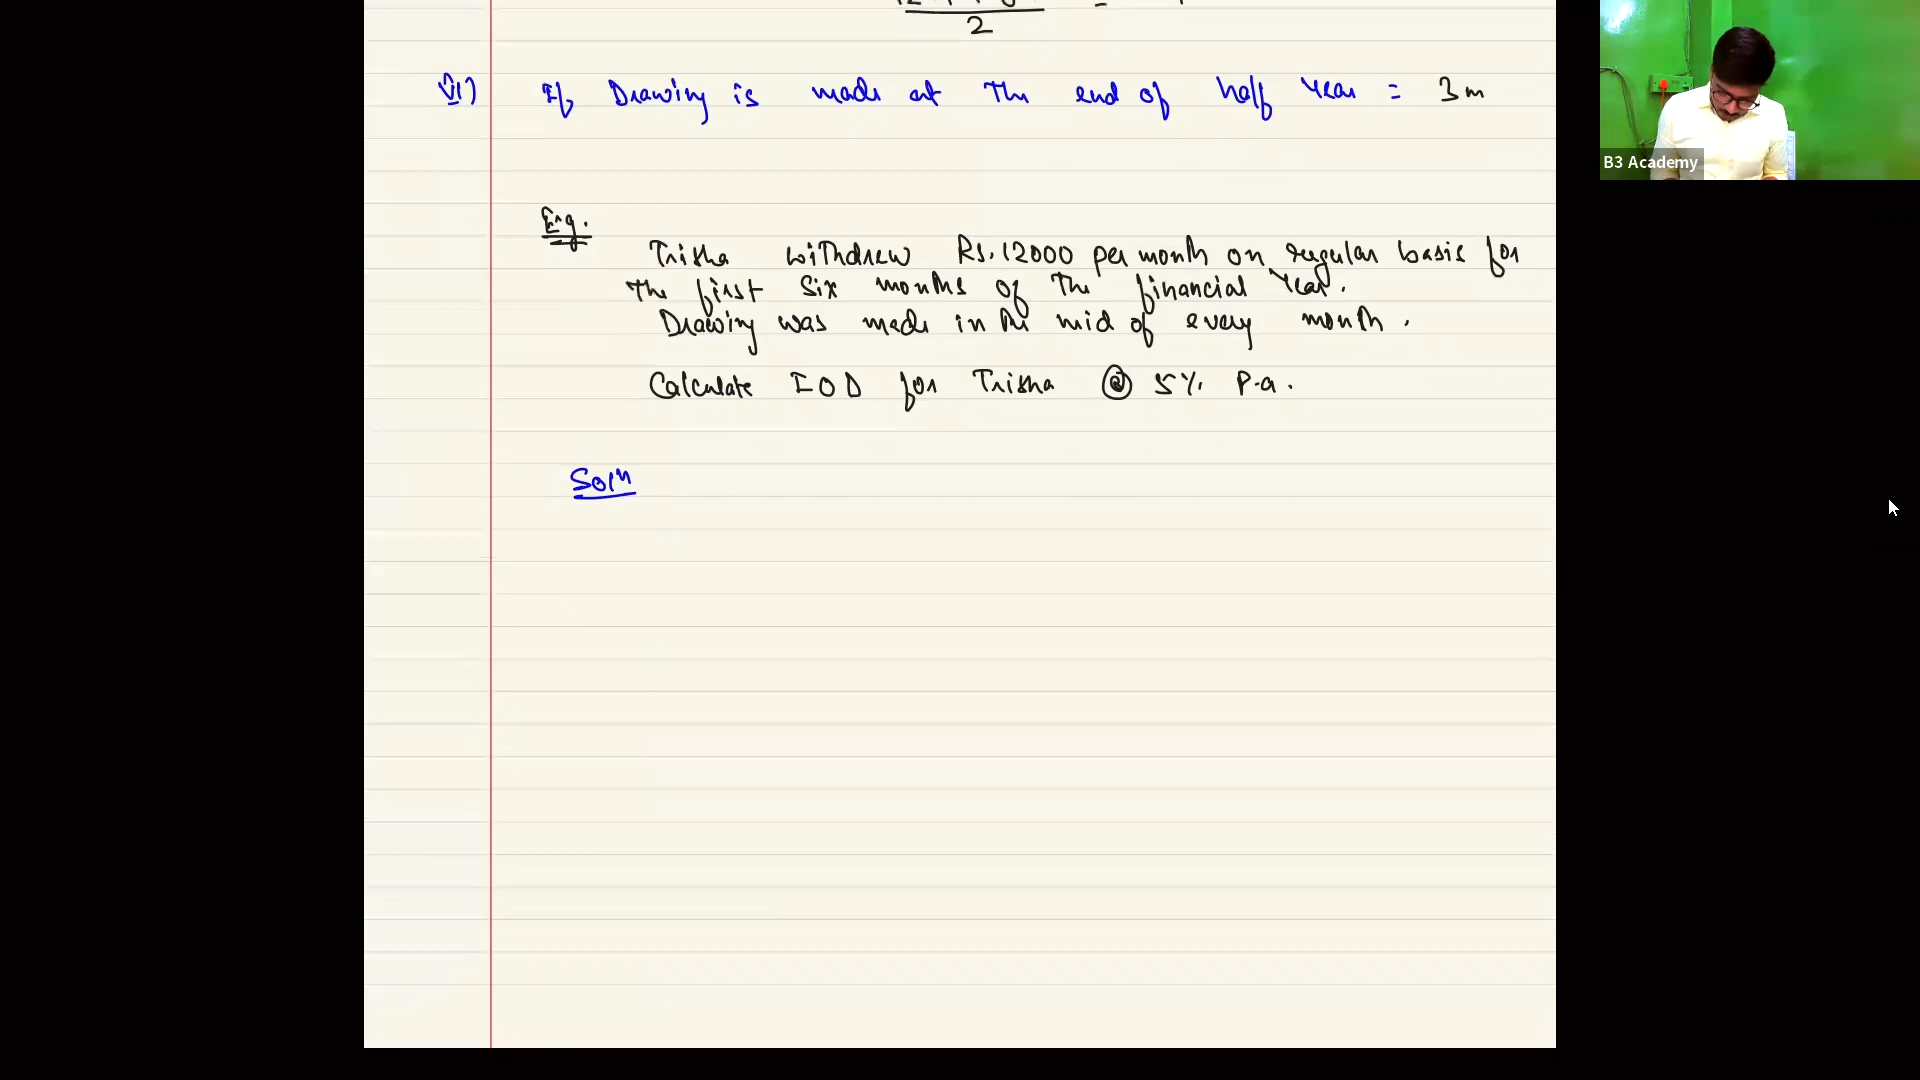 2
VI) If Drawing is made at the end of half year = 3m
B3 Academy
E.g.
Trisha withdrew Rs. 12000 per month on regular basis for
the first six months of the financial Year.
Drawing was made in the mid of every month.
Calculate IOD for Trisha @ 5% P.a.
Soln